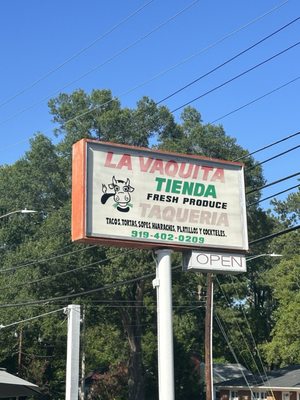 LA VAQUITA
TIENDA
FRESH PRODUCE
TAQUERIA
TACOS, TORTAS, SOPES, HUARACHES, PLATILLOS Y COCKTELES.
919-402-0209
OPEN